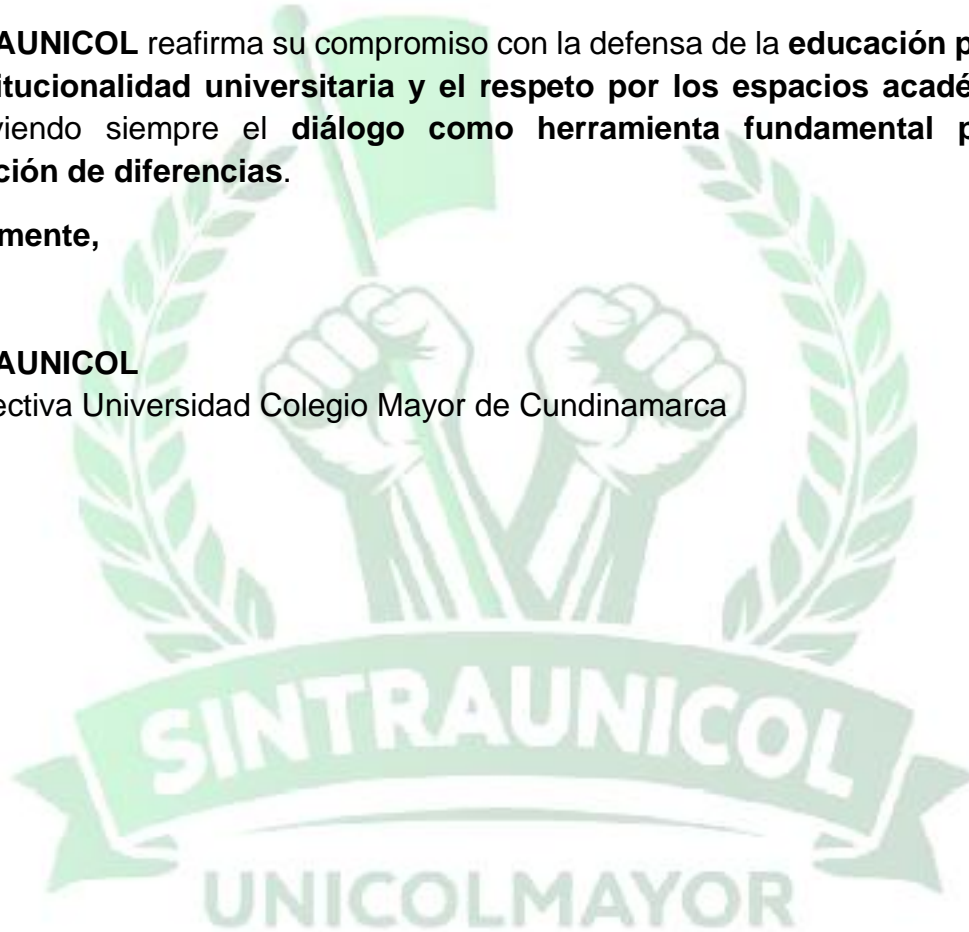 AUNICOL reafirma su compromiso con la defensa de la educación p
itucionalidad universitaria y el respeto por los espacios acadé
viendo siempre el diálogo como herramienta fundamental p
ción de diferencias.
mente,
AUNICOL
ectiva Universidad Colegio Mayor de Cundinamarca
SINTRAUNICOL
UNICOLMAYOR